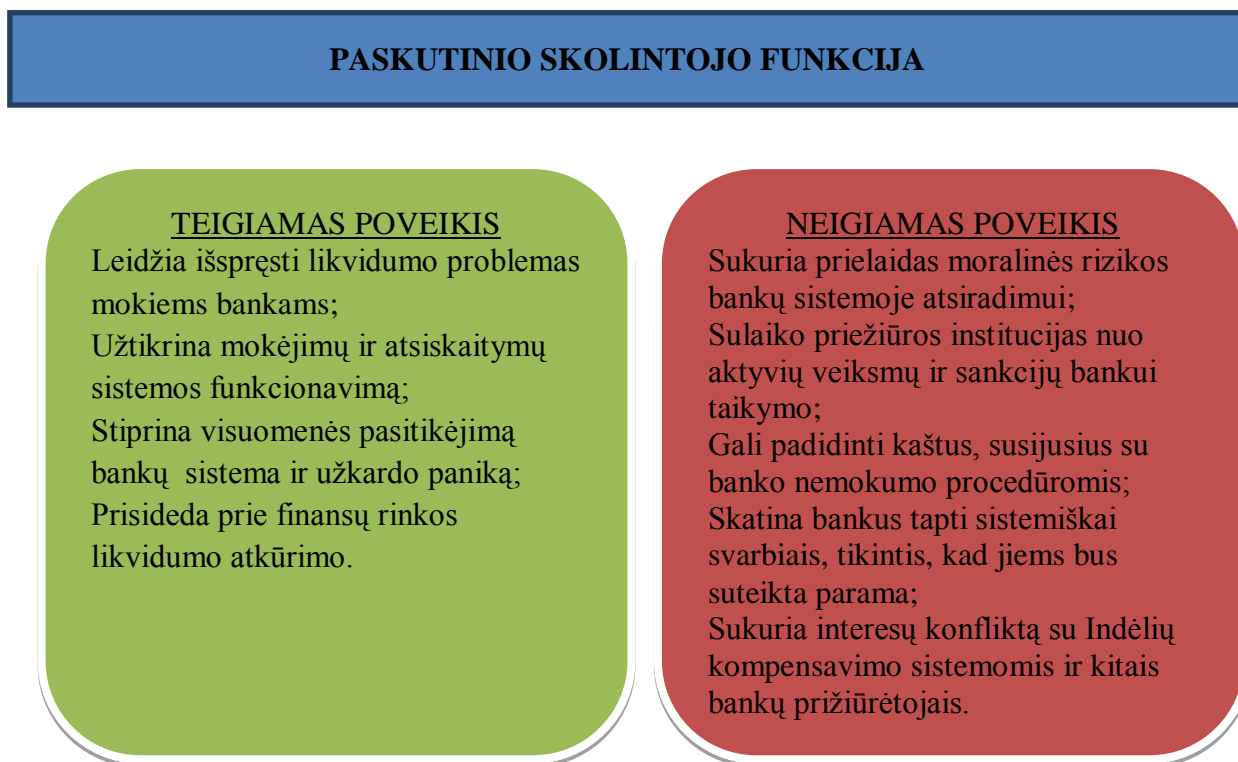 PASKUTINIO SKOLINTOJO FUNKCIJA
TEIGIAMAS POVEIKIS
Leidžia išspręsti likvidumo problemas
mokiems bankams;
Užtikrina mokėjimų ir atsiskaitymų
sistemos funkcionavimą;
Stiprina visuomenės pasitikėjimą
bankų sistema ir užkardo paniką;
Prisideda prie finansų rinkos
likvidumo atkūrimo.
NEIGIAMAS POVEIKIS
Sukuria prielaidas moralinės rizikos
bankų sistemoje atsiradimui;
Sulaiko priežiūros institucijas nuo
aktyvių veiksmų ir sankcijų bankui
taikymo;
Gali padidinti kaštus, susijusius su
banko nemokumo procedūromis;
Skatina bankus tapti sistemiškai
svarbiais, tikintis, kad jiems bus
suteikta parama;
Sukuria interesų konfliktą su Indėlių
kompensavimo sistemomis ir kitais
bankų prižiūrėtojais.